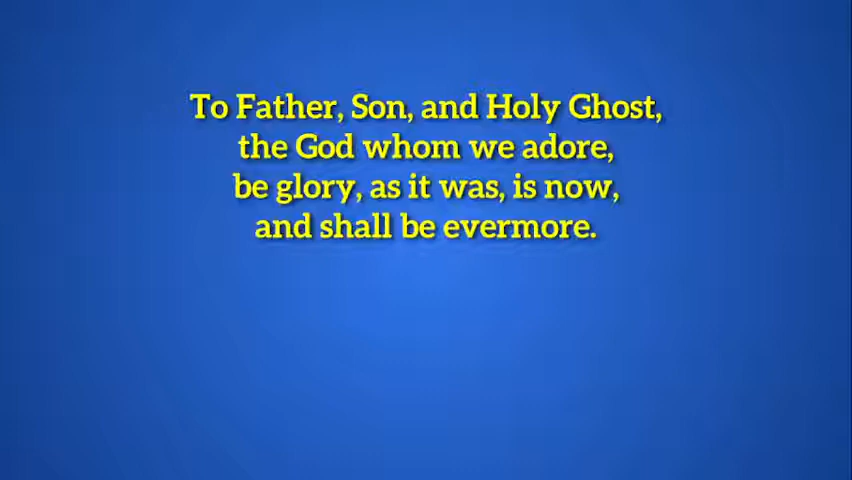 To Father, Son, and Holy Ghost,
the God whom we adore,
be glory, as it was, is now,
and shall be evermore.